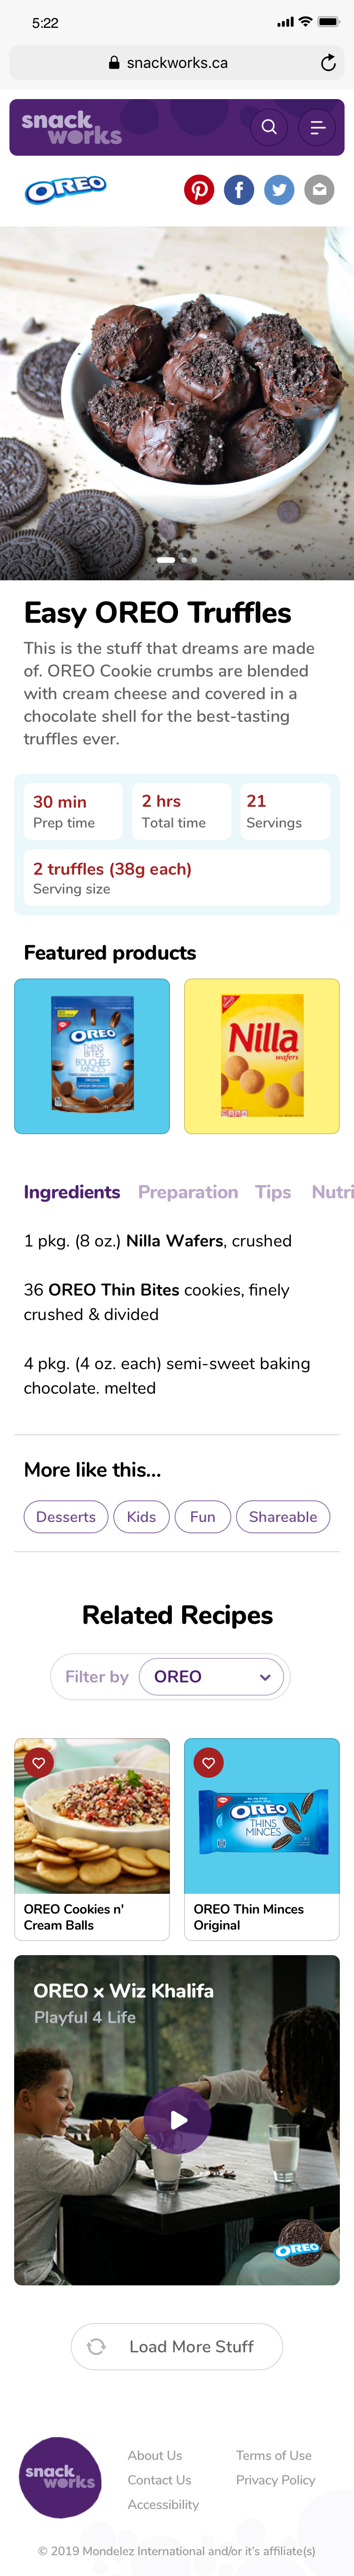 5:22
snackworks.ca
snack
works
OREO
Easy OREO Truffles
This is the stuff that dreams are made
of. OREO Cookie crumbs are blended
with cream cheese and covered in a
chocolate shell for the best-tasting
truffles ever.
30 min
Prep time
2 hrs
Total time
21
Servings
2 truffles (38g each)
Serving size
Featured products
OREO
THINS
BITES
BOUCHÉES
MINCES
Nilla
wafers
Ingredients Preparation Tips Nutri
1 pkg. (8 oz.) Nilla Wafers, crushed
36 OREO Thin Bites cookies, finely
crushed & divided
4 pkg. (4 oz. each) semi-sweet baking
chocolate. melted
More like this...
Desserts Kids Fun Shareable
Related Recipes
Filter by OREO
OREO
THINS
MINCES
OREO Cookies n'
Cream Balls
OREO Thin Minces
Original
OREO x Wiz Khalifa
Playful 4 Life
OREO
Load More Stuff
snack
works
About Us
Terms of Use
Contact Us
Privacy Policy
Accessibility
© 2019 Mondelez International and/or it's affiliate(s)